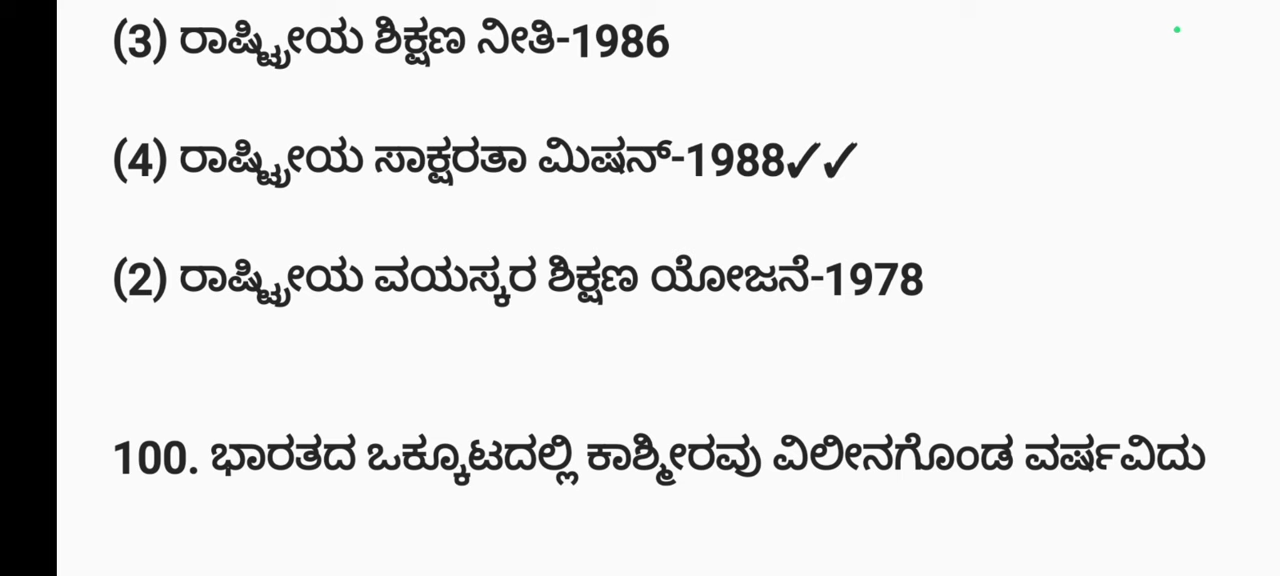 (3) ರಾಷ್ಟ್ರೀಯ ಶಿಕ್ಷಣ ನೀತಿ-1986
(4) ರಾಷ್ಟ್ರೀಯ ಸಾಕ್ಷರತಾ ಮಿಷನ್-1988✓✓
(2) ರಾಷ್ಟ್ರೀಯ ವಯಸ್ಕರ ಶಿಕ್ಷಣ ಯೋಜನೆ-1978
100. ಭಾರತದ ಒಕ್ಕೂಟದಲ್ಲಿ ಕಾಶ್ಮೀರವು ವಿಲೀನಗೊಂಡ ವರ್ಷವಿದು